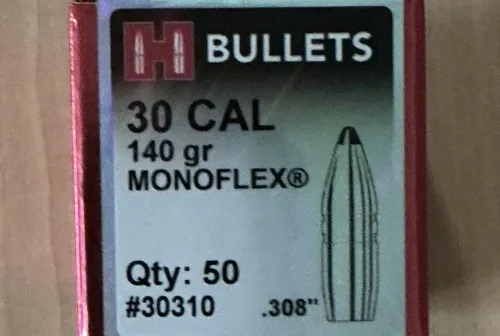 H BULLETS
30 CAL
140 gr
MONOFLEX®
Qty: 50
#30310 .308"